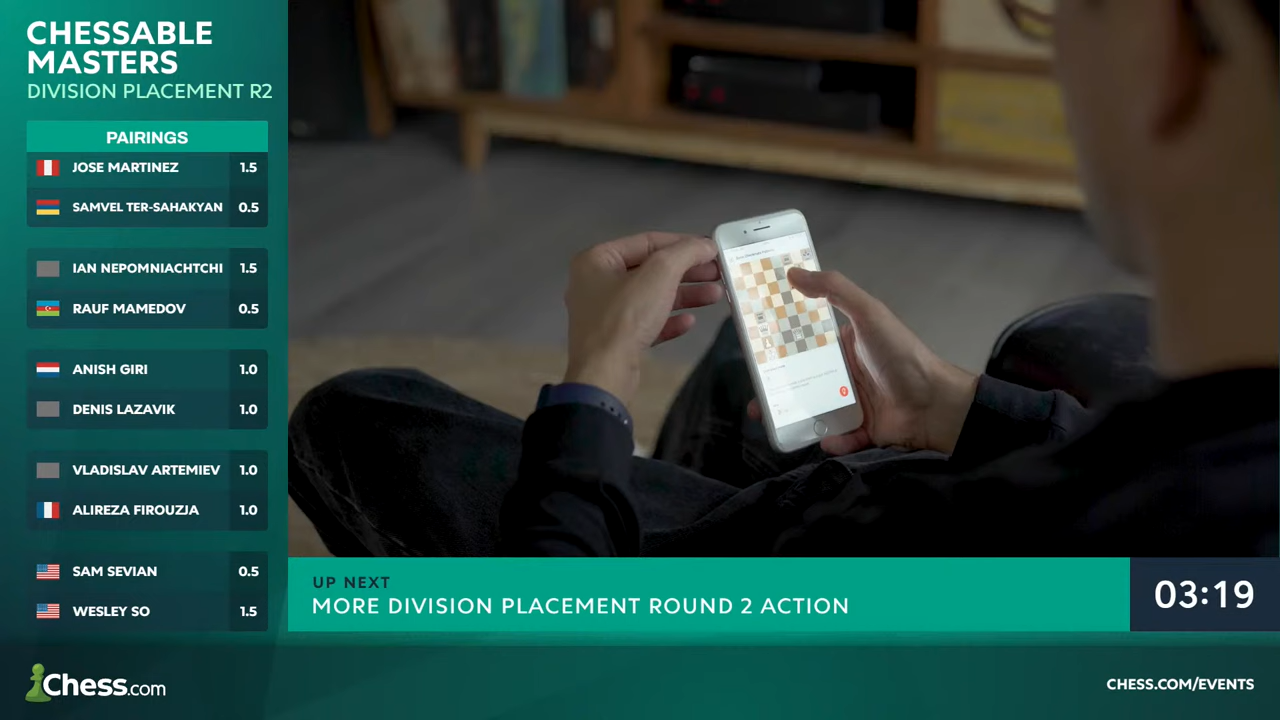 CHESSABLE
MASTERS
DIVISION PLACEMENT R2
PAIRINGS
JOSE MARTINEZ 1.5
SAMVEL TER-SAHAKYAN 0.5
IAN NEPOMNIACHTCHI 1.5
RAUF MAMEDOV 0.5
ANISH GIRI 1.0
DENIS LAZAVIK 1.0
VLADISLAV ARTEMIEV 1.0
ALIREZA FIROUZJA 1.0
SAM SEVIAN 0.5
WESLEY SO 1.5
UP NEXT
MORE DIVISION PLACEMENT ROUND 2 ACTION
03:19
Chess.com
CHESS.COM/EVENTS